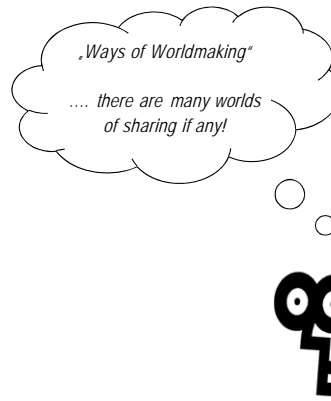 „Ways of Worldmaking“
.... there are many worlds
of sharing if any!